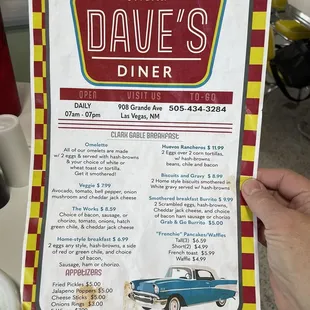 DAVE'S
DINER
OPEN VISIT US TO-GO
DAILY
07am - 07pm
908 Grande Ave
Las Vegas, NM
505-434-3284
CLARK GABLE BREAKFAST:
Omelette
All of our omelets are made
w/ 2 eggs & served with hash-browns
& your choice of white or
wheat toast or tortilla.
Get it smothered!
Veggie $ 7.99
Avocado, tomato, bell pepper, onion
mushroom and cheddar jack cheese
The Works $ 8.59
Choice of bacon, sausage, or
chorizo, tomato, onions, hatch
green chile, & cheddar jack cheese
Home-style breakfast $ 6.99
2 eggs any style, hash-browns, a side
of red or green chile, and choice of
bacon,
Sausage, ham or chorizo.
APPETIZERS
Fried Pickles $5.00
Jalapeno Poppers $5.00
Cheese Sticks $5.00
Onion Rings $3.00
Huevos Rancheros $ 11.99
2 Eggs over 2 corn tortillas,
w/ hash-browns
beans, chile and bacon
Biscuits and Gravy $ 8.99
2 Home style biscuits smothered in
White gravy served w/ hash-browns
Smothered breakfast Burrito $ 9.99
2 Scrambled eggs, hash-browns,
Cheddar jack cheese, and choice
of bacon ham sausage or chorizo
Grab & Go Burrito $5.00
"Frenchie" Pancakes/Waffles
Tall(3) $6.59
Short(2) $4.99
French toast $5.99
Waffle $4.99